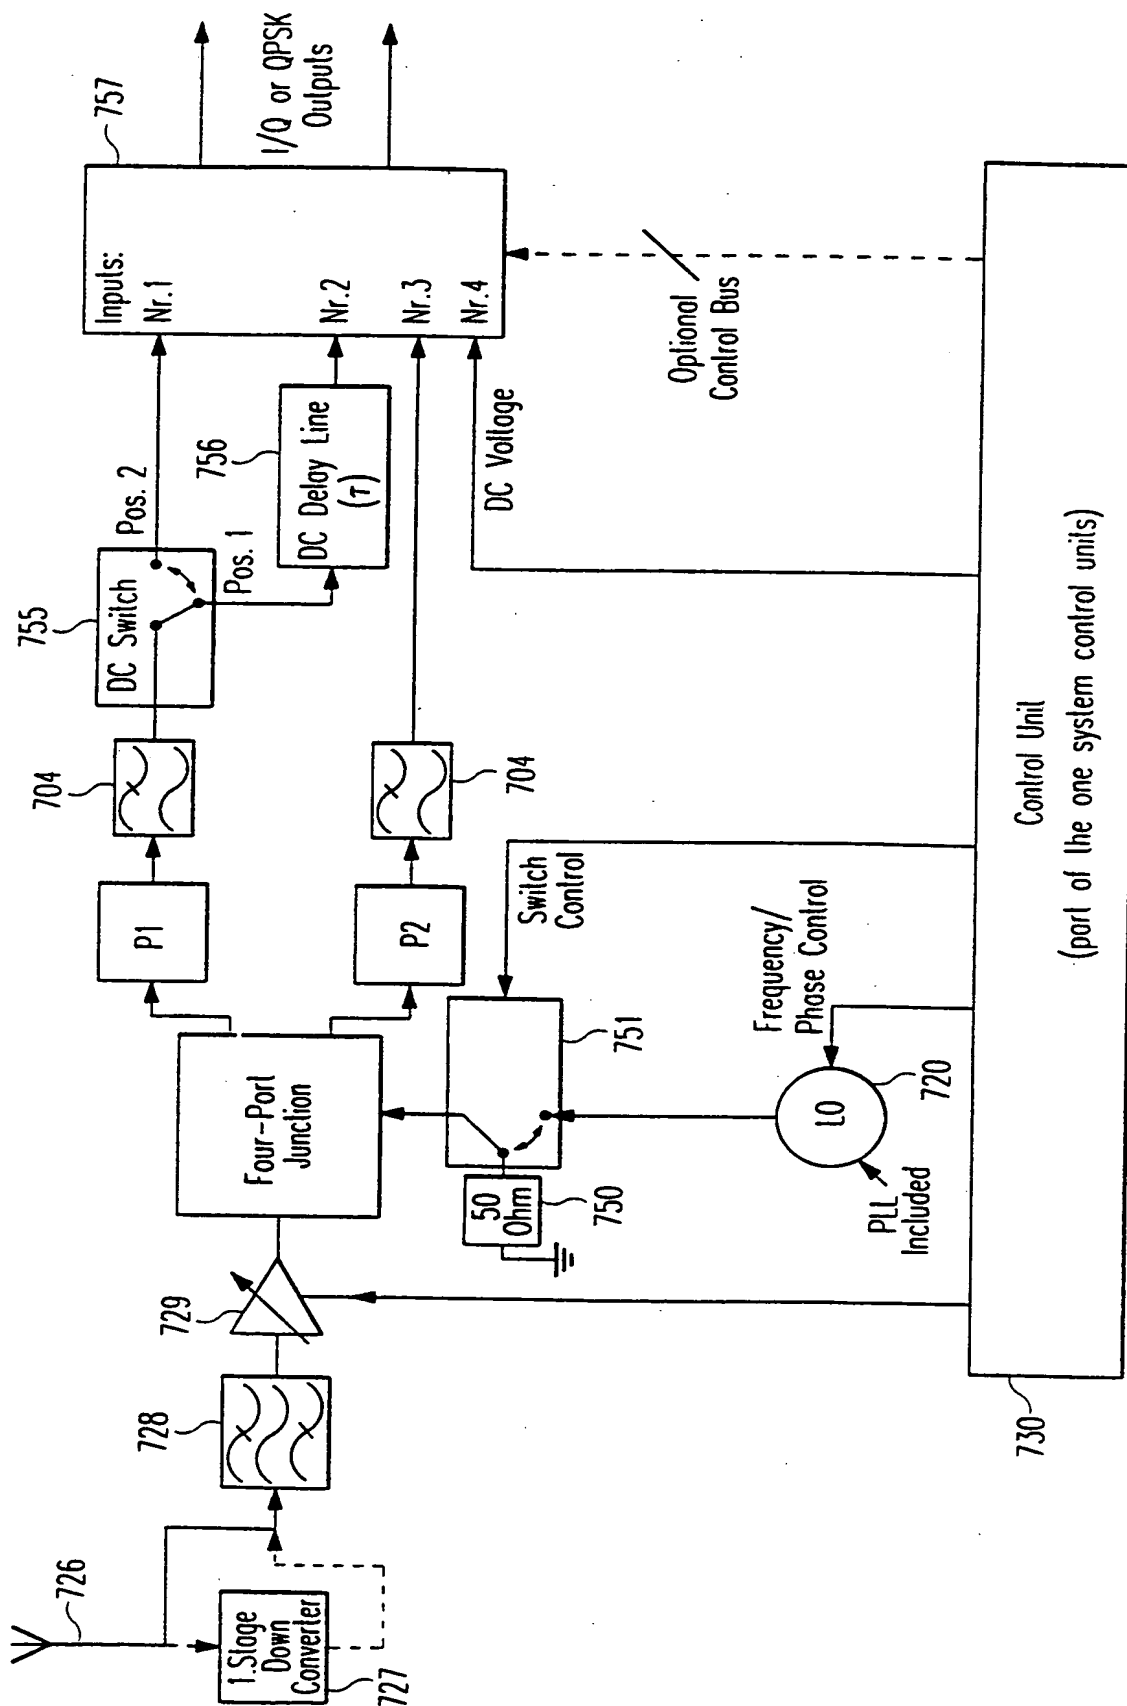 726
1.Stage
Down
Converter
727
728
729
Four-Port
Junction
P1
704
DC Switch
755
Pos. 2
Pos. 1
P2
704
DC Delay Line
(τ)
756
Inputs:
Nr.1
Nr.2
Nr.3
Nr.4
757
I/Q or QPSK
Outputs
50
Ohm
750
751
Switch
Control
LO
720
PLL
Included
Frequency/
Phase Control
DC Voltage
Optional
Control Bus
Control Unit
(part of the one system control units)
730